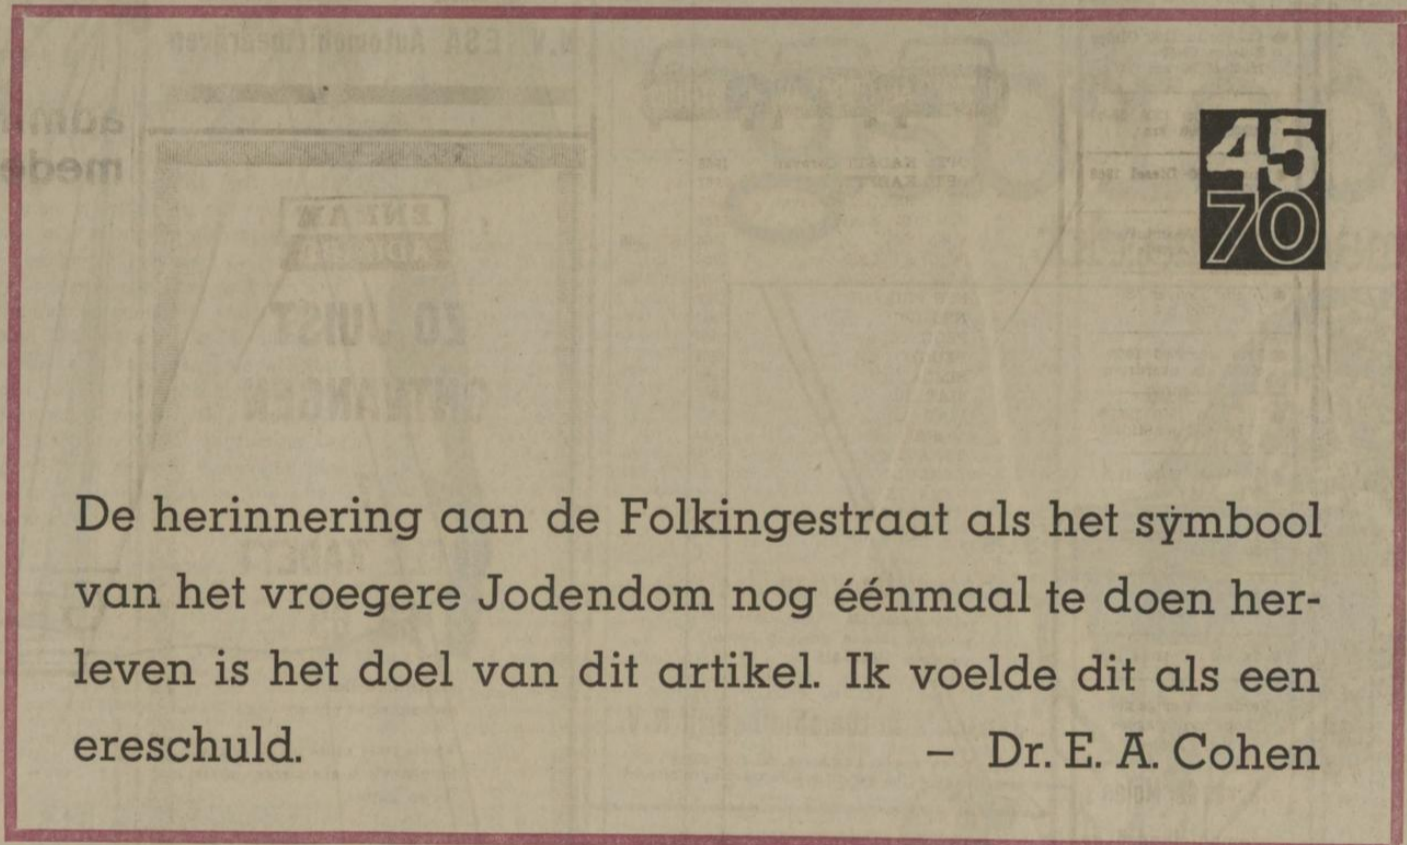 45
70
De herinnering aan de Folkingestraat als het symbool
van het vroegere Jodendom nog éénmaal te doen her-
leven is het doel van dit artikel. Ik voelde dit als een
ereschuld. – Dr. E. A. Cohen